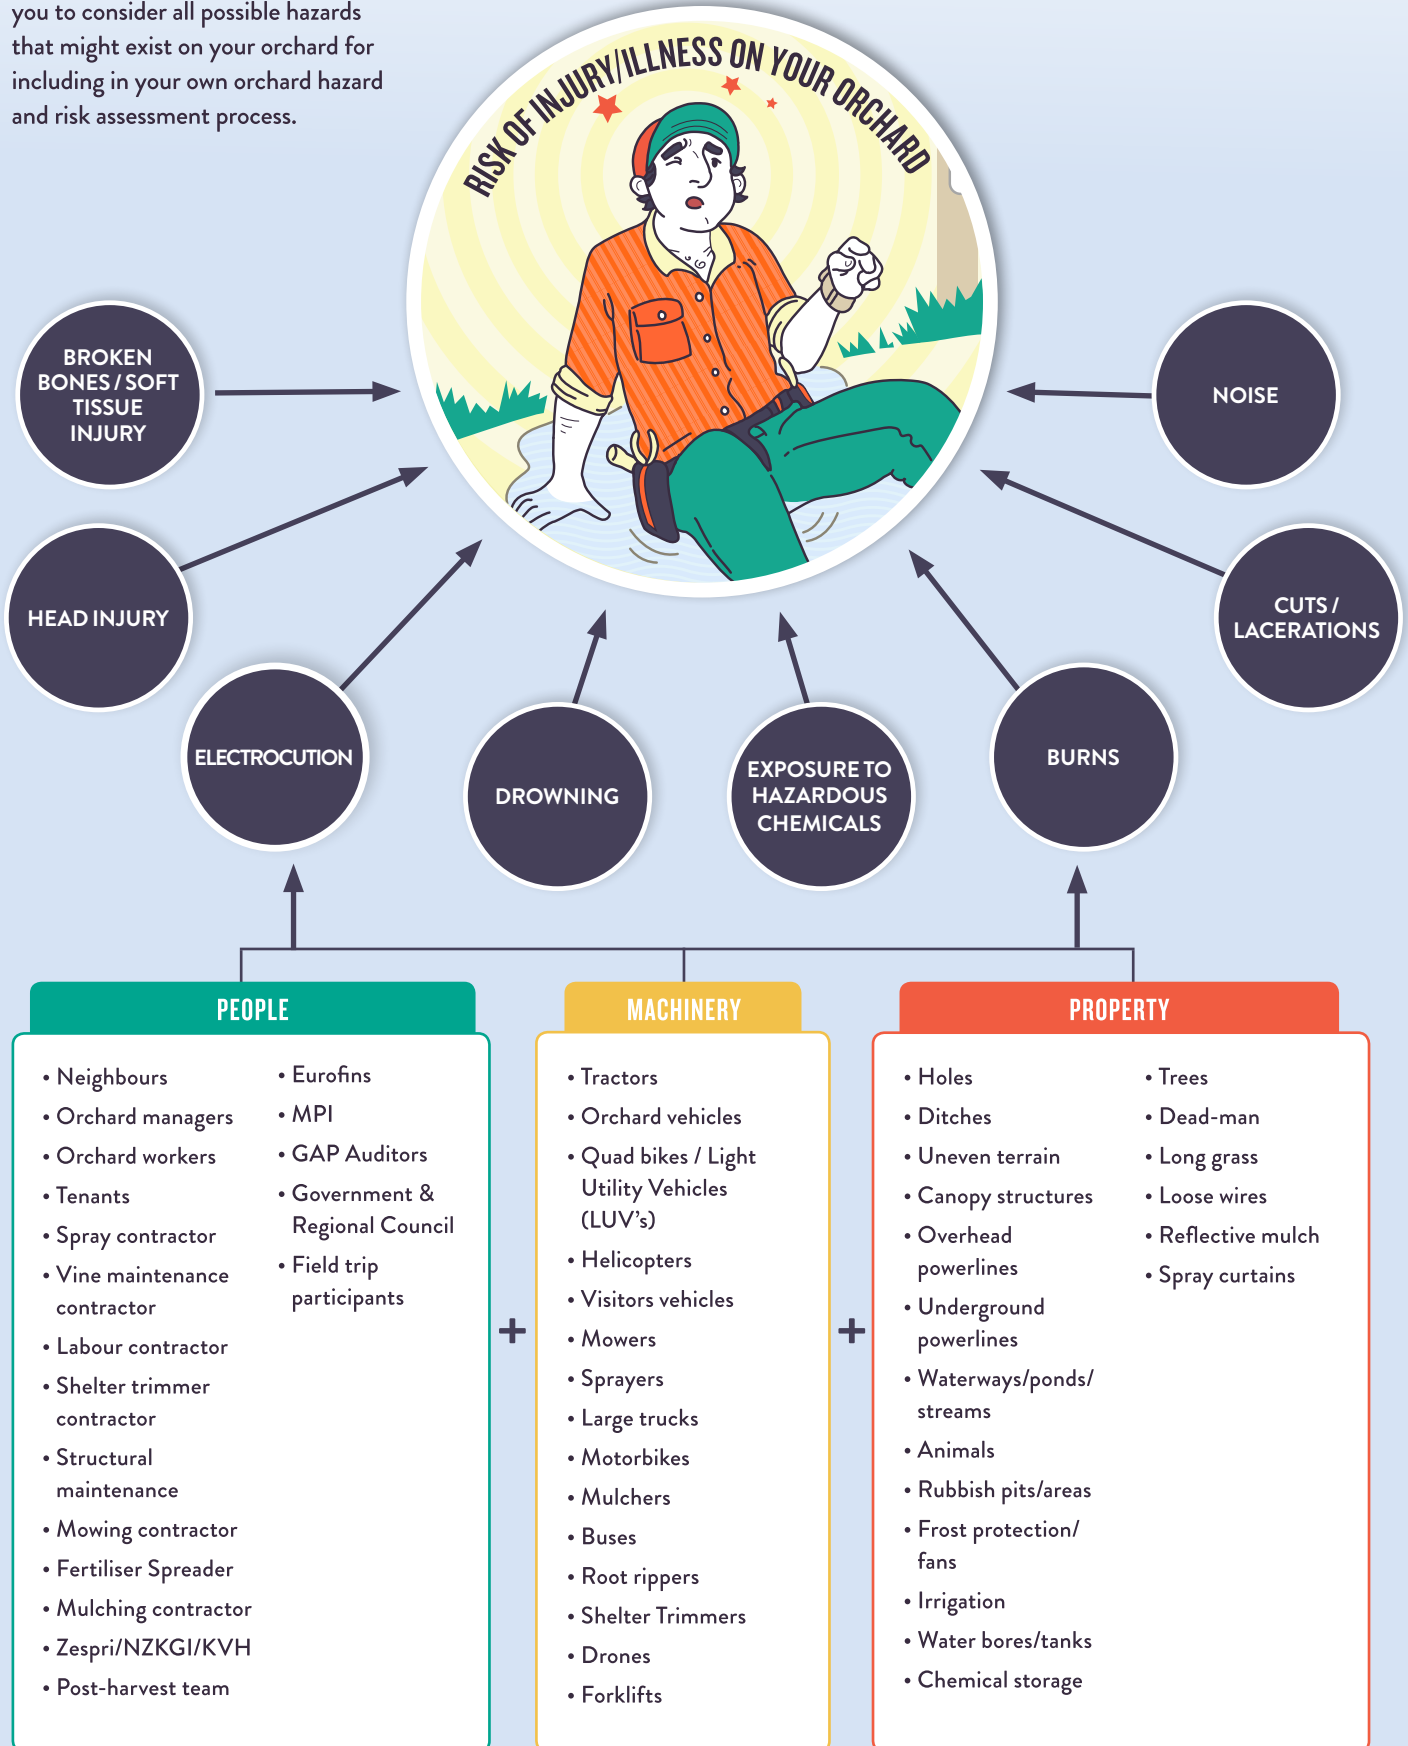 you to consider all possible hazards
that might exist on your orchard for
including in your own orchard hazard
and risk assessment process.
RISK OF INJURY/ILLNESS ON YOUR ORCHARD
BROKEN
BONES / SOFT
TISSUE
INJURY
NOISE
HEAD INJURY
CUTS /
LACERATIONS
ELECTROCUTION
DROWNING
EXPOSURE TO
HAZARDOUS
CHEMICALS
BURNS
PEOPLE
• Neighbours
• Orchard managers
• Orchard workers
• Tenants
• Spray contractor
• Vine maintenance
contractor
• Labour contractor
• Shelter trimmer
contractor
• Structural
maintenance
• Mowing contractor
• Fertiliser Spreader
• Mulching contractor
• Zespri/NZKGI/KVH
• Post-harvest team
• Eurofins
• MPI
• GAP Auditors
• Government &
Regional Council
• Field trip
participants
+
MACHINERY
• Tractors
• Orchard vehicles
• Quad bikes / Light
Utility Vehicles
(LUV’s)
• Helicopters
• Visitors vehicles
• Mowers
• Sprayers
• Large trucks
• Motorbikes
• Mulchers
• Buses
• Root rippers
• Shelter Trimmers
• Drones
• Forklifts
+
PROPERTY
• Holes
• Ditches
• Uneven terrain
• Canopy structures
• Overhead
powerlines
• Underground
powerlines
• Waterways/ponds/
streams
• Animals
• Rubbish pits/areas
• Frost protection/
fans
• Irrigation
• Water bores/tanks
• Chemical storage
• Trees
• Dead-man
• Long grass
• Loose wires
• Reflective mulch
• Spray curtains